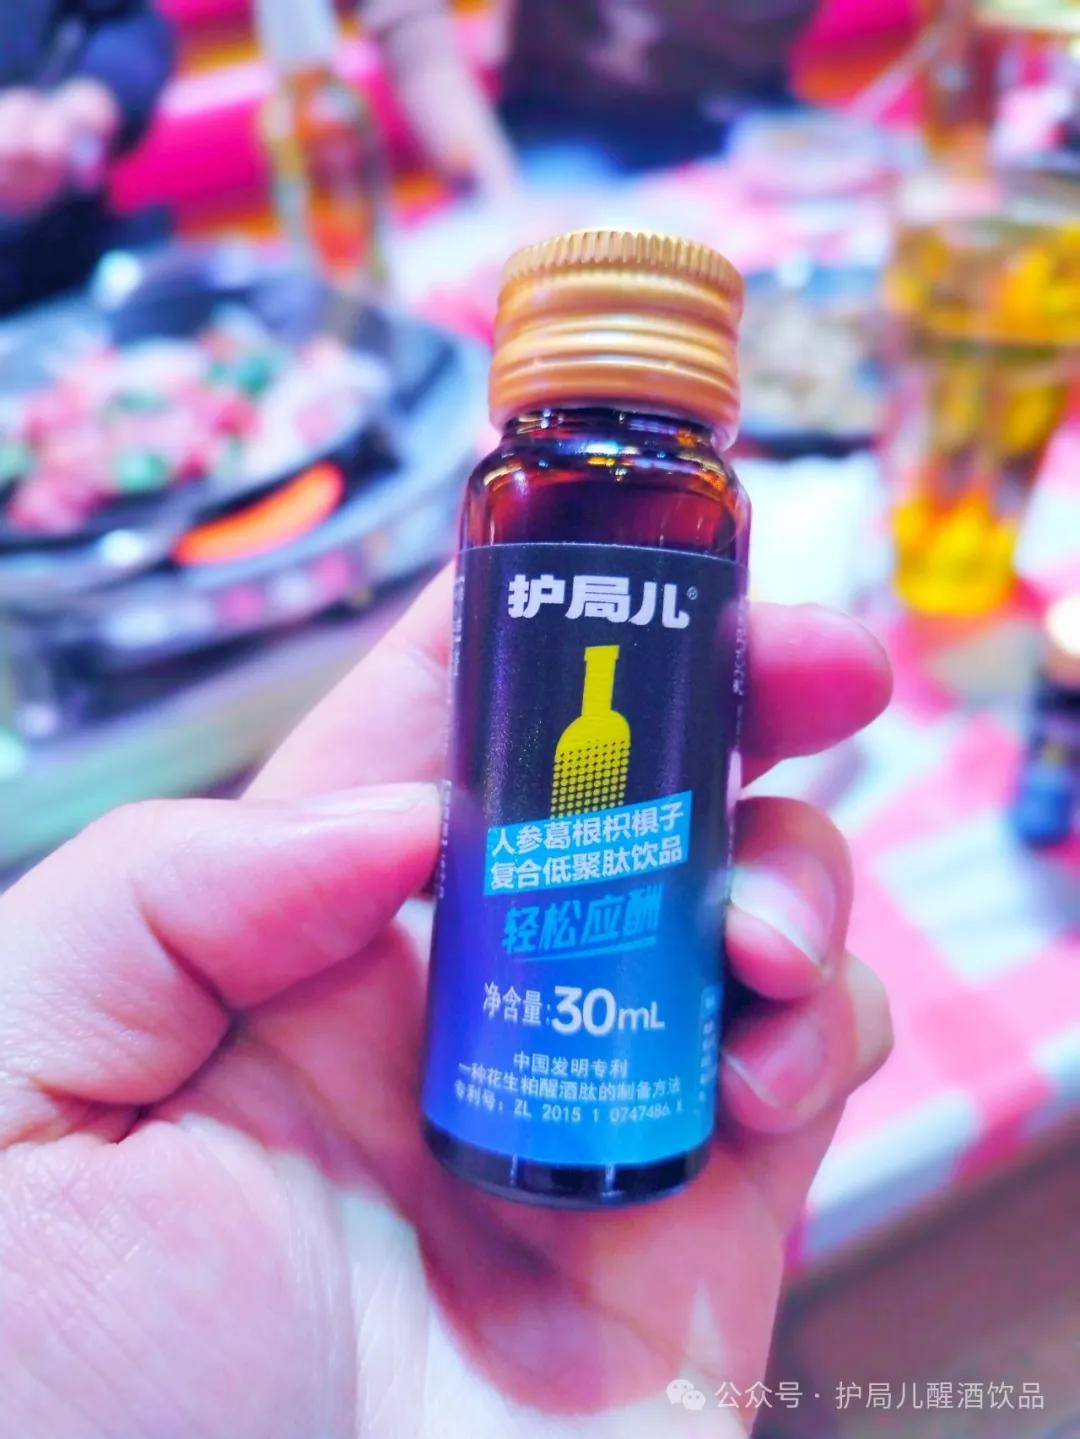 护局儿®
人参葛根枳椇子
复合低聚肽饮品
轻松应酬
净含量:30mL
中国发明专利
一种花生粕醒酒肽的制备方法
专利号: ZL 2015 1 0747486.X
公众号·护局儿醒酒饮品